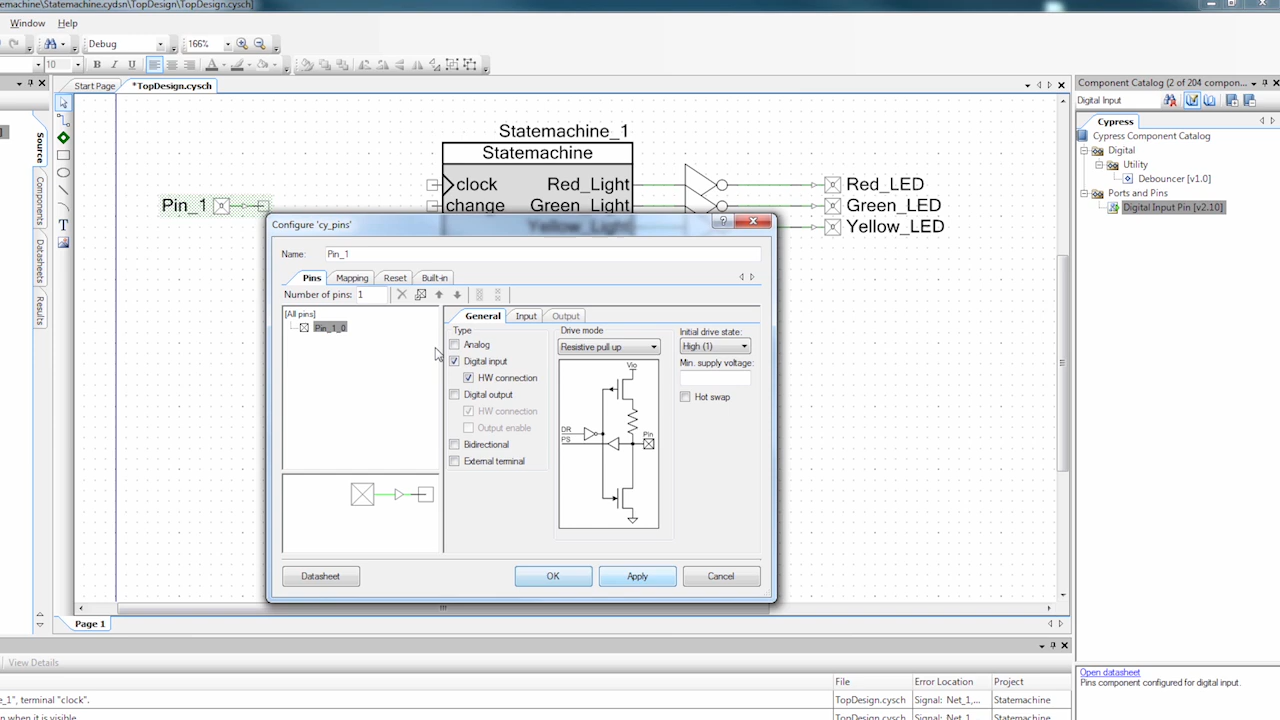 emachine\Statemachine.cydsn\TopDesign\TopDesign.cysch]
Window Help
Debug 166%
10 B I U A
Start Page *TopDesign.cysch
Source
Components
Datasheets
Results
T
Statemachine_1
Statemachine
clock Red_Light Red_LED
Pin_1 change Green_Light Green_LED
Yellow_Light Yellow_LED
Configure 'cy_pins'
Name: Pin_1
Pins Mapping Reset Built-in
Number of pins: 1
[All pins]
Pin_1_0
General Input Output
Type
Analog
Digital input
HW connection
Digital output
HW connection
Output enable
Bidirectional
External terminal
Drive mode
Resistive pull up
Vio
DR
PS
Pin
Initial drive state:
High (1)
Min. supply voltage:
Hot swap
Datasheet OK Apply Cancel
Page 1
Component Catalog (2 of 204 compon...
Digital Input
Cypress
Cypress Component Catalog
Digital
Utility
Debouncer [v1.0]
Ports and Pins
Digital Input Pin [v2.10]
Open datasheet
Pins component configured for digital input.
View Details
File Error Location Project
e_1", terminal "clock". TopDesign.cysch Signal: Net_1,... Statemachine
n when it is visible. TopDesign.cysch Signal: Net_1 Statemachine